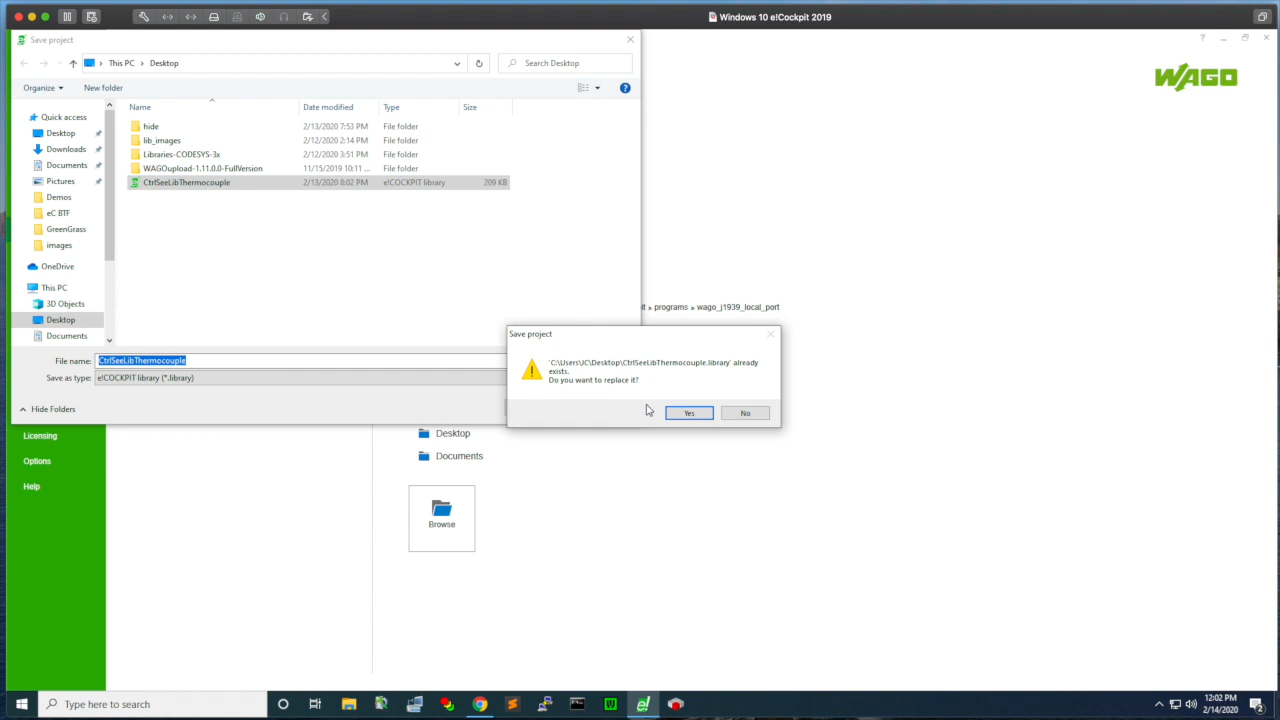 Windows 10 e!Cockpit 2019
Save project
This PC > Desktop
Search Desktop
WAGO
Organize
New folder
Name
Date modified
Type
Size
Quick access
Desktop
Downloads
Documents
Pictures
Demos
eC BTF
GreenGrass
images
OneDrive
This PC
3D Objects
Desktop
Documents
hide 2/13/2020 7:53 PM File folder
lib_images 2/12/2020 2:14 PM File folder
Libraries-CODESYS-3x 2/12/2020 3:51 PM File folder
WAGOupload-1.11.0.0-FullVersion 11/15/2019 10:11 ... File folder
CtrlSeeLibThermocouple 2/13/2020 8:02 PM e!COCKPIT library 209 KB
» programs » wago_j1939_local_port
File name: CtrlSeeLibThermocouple
Save as type: e!COCKPIT library (*.library)
Hide Folders
Save project
'C:\Users\JC\Desktop\CtrlSeeLibThermocouple.library' already
exists.
Do you want to replace it?
Yes
No
Licensing
Options
Help
Desktop
Documents
Browse
Type here to search
12:02 PM
2/14/2020
2